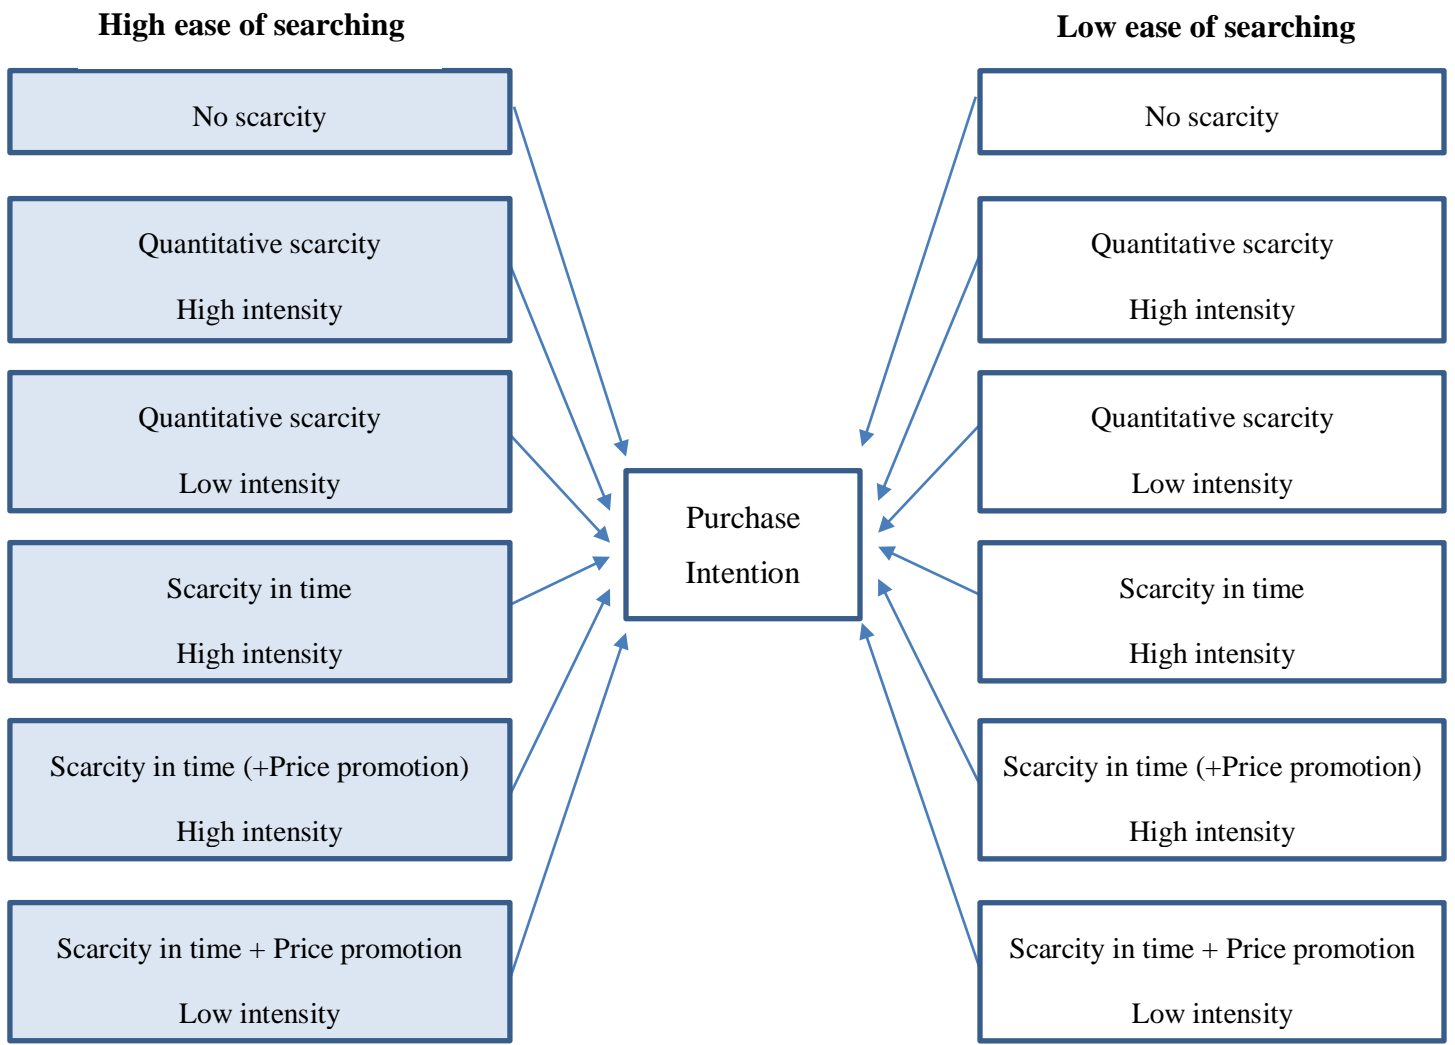 High ease of searching
No scarcity
Quantitative scarcity
High intensity
Quantitative scarcity
Low intensity
Scarcity in time
High intensity
Scarcity in time (+Price promotion)
High intensity
Scarcity in time + Price promotion
Low intensity
Purchase
Intention
Low ease of searching
No scarcity
Quantitative scarcity
High intensity
Quantitative scarcity
Low intensity
Scarcity in time
High intensity
Scarcity in time (+Price promotion)
High intensity
Scarcity in time + Price promotion
Low intensity